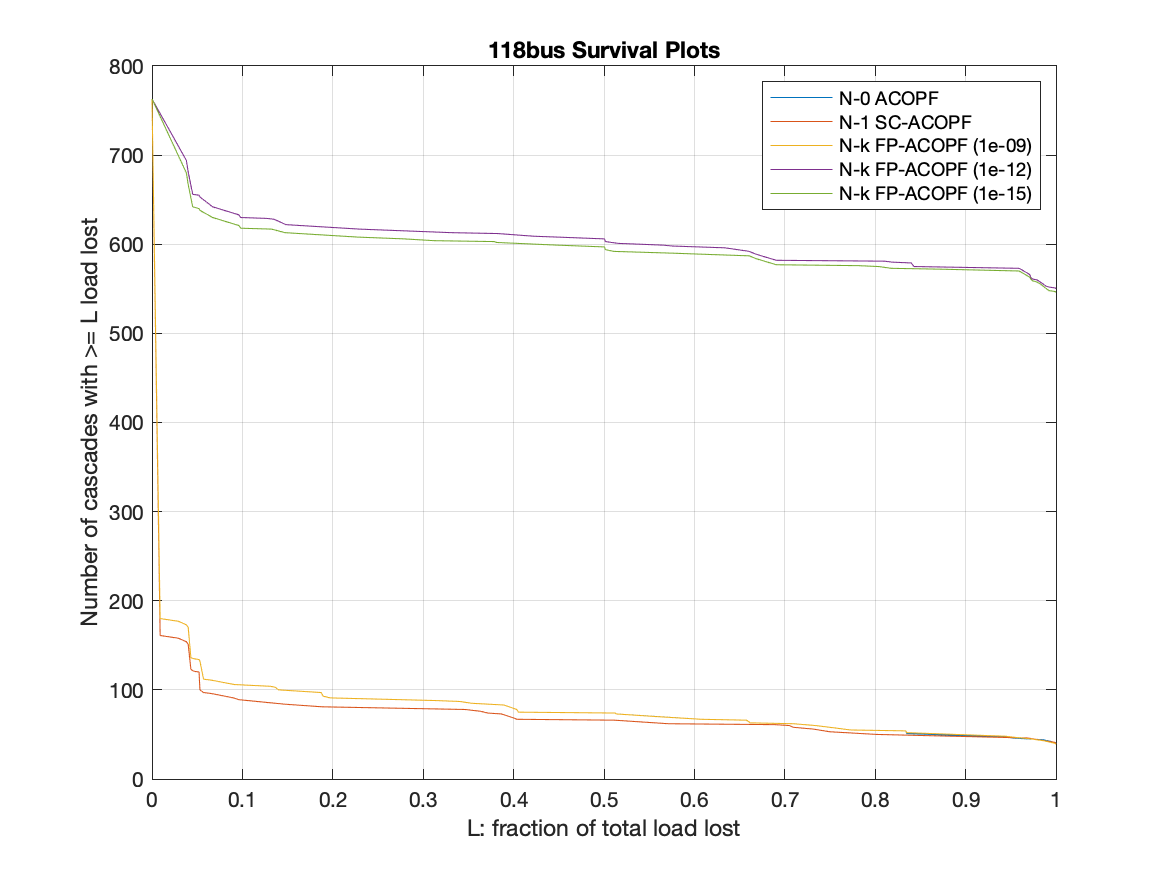 118bus Survival Plots
800
700
600
500
400
300
200
100
0
Number of cascades with >= L load lost
N-0 ACOPF
N-1 SC-ACOPF
N-k FP-ACOPF (1e-09)
N-k FP-ACOPF (1e-12)
N-k FP-ACOPF (1e-15)
0 0.1 0.2 0.3 0.4 0.5 0.6 0.7 0.8 0.9 1
L: fraction of total load lost